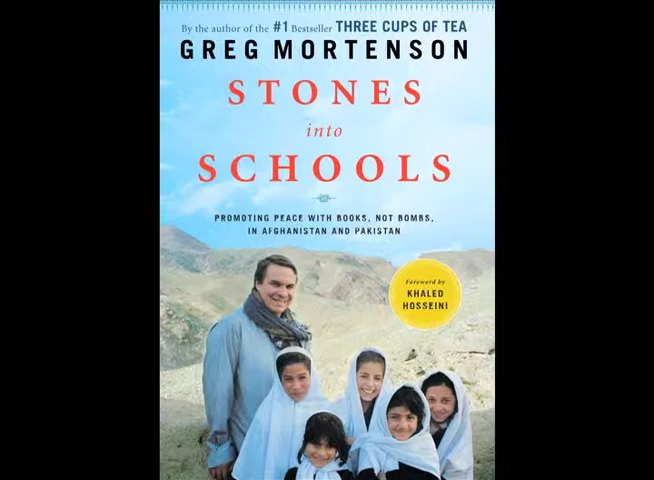 By the author of the #1 Bestseller THREE CUPS OF TEA
GREG MORTENSON
STONES
into
SCHOOLS
PROMOTING PEACE WITH BOOKS, NOT BOMBS,
IN AFGHANISTAN AND PAKISTAN
Foreword by
KHALED
HOSSEINI